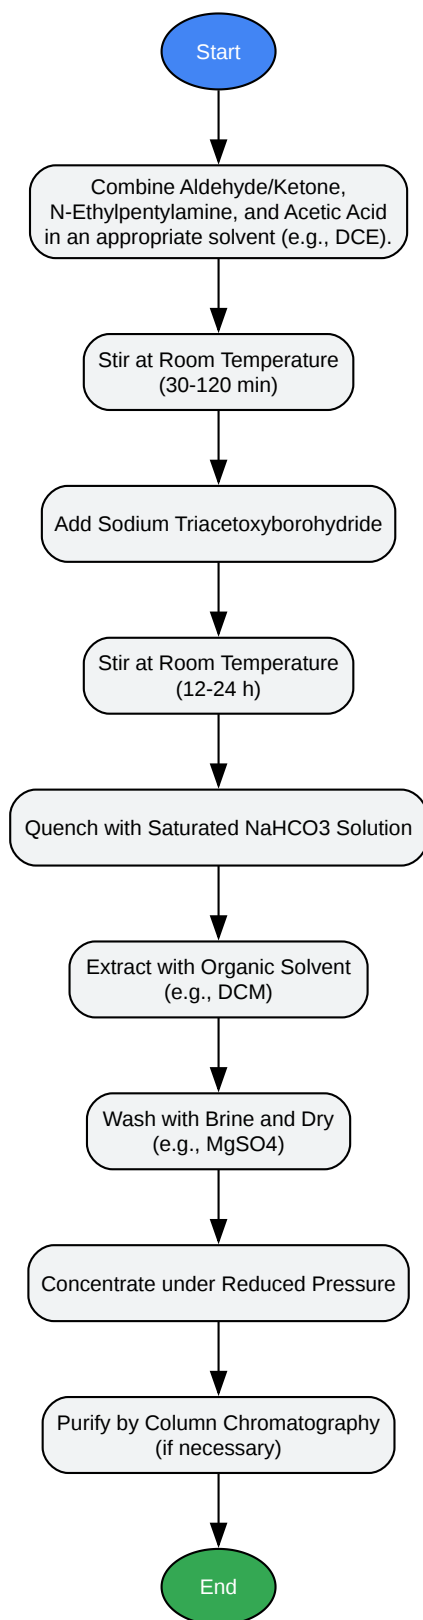 Start
Combine Aldehyde/Ketone,
N-Ethylpentylamine, and Acetic Acid
in an appropriate solvent (e.g., DCE).
Stir at Room Temperature
(30-120 min)
Add Sodium Triacetoxyborohydride
Stir at Room Temperature
(12-24 h)
Quench with Saturated NaHCO3 Solution
Extract with Organic Solvent
(e.g., DCM)
Wash with Brine and Dry
(e.g., MgSO4)
Concentrate under Reduced Pressure
Purify by Column Chromatography
(if necessary)
End